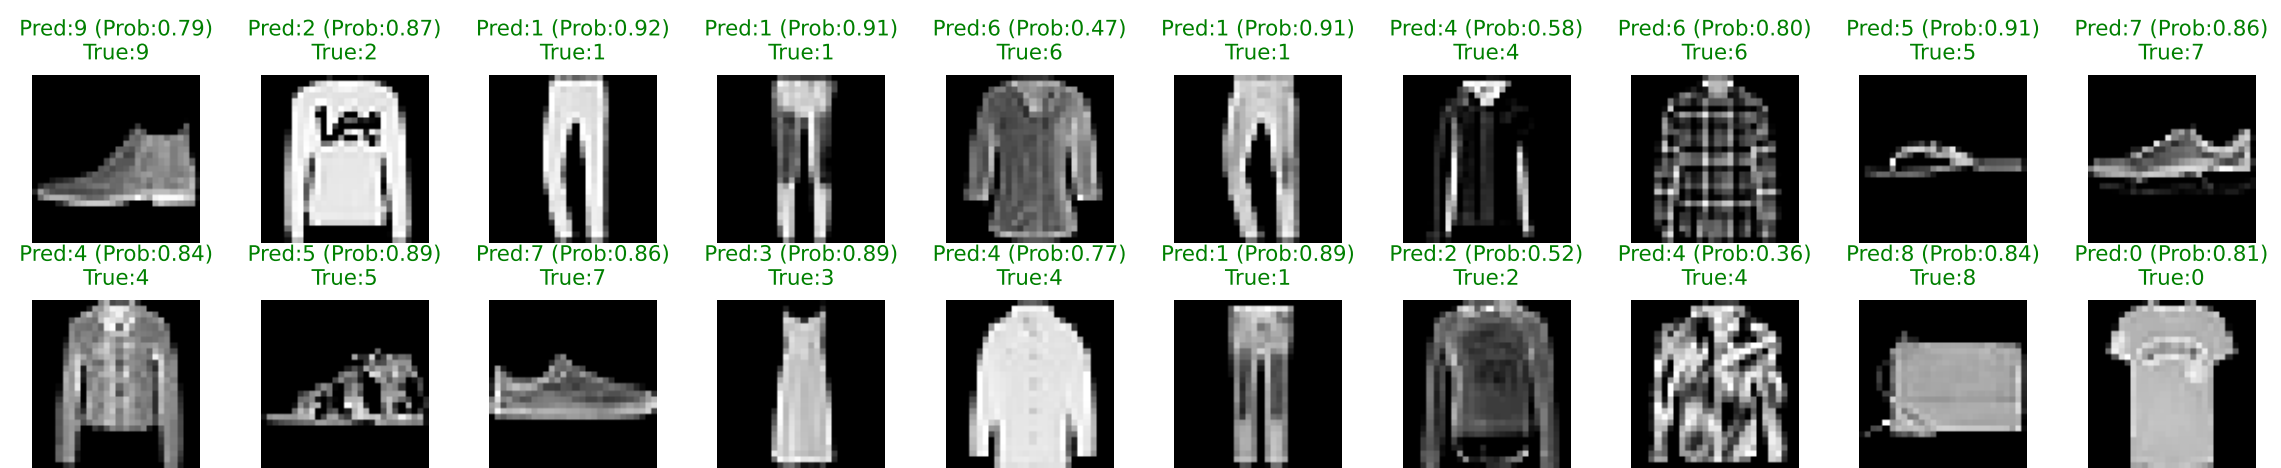 Pred:9 (Prob:0.79) Pred:2 (Prob:0.87) Pred:1 (Prob:0.92) Pred:1 (Prob:0.91) Pred:6 (Prob:0.47) Pred:1 (Prob:0.91) Pred:4 (Prob:0.58) Pred:6 (Prob:0.80) Pred:5 (Prob:0.91) Pred:7 (Prob:0.86)
True:9 True:2 True:1 True:1 True:6 True:1 True:4 True:6 True:5 True:7
Lee
Pred:4 (Prob:0.84) Pred:5 (Prob:0.89) Pred:7 (Prob:0.86) Pred:3 (Prob:0.89) Pred:4 (Prob:0.77) Pred:1 (Prob:0.89) Pred:2 (Prob:0.52) Pred:4 (Prob:0.36) Pred:8 (Prob:0.84) Pred:0 (Prob:0.81)
True:4 True:5 True:7 True:3 True:4 True:1 True:2 True:4 True:8 True:0